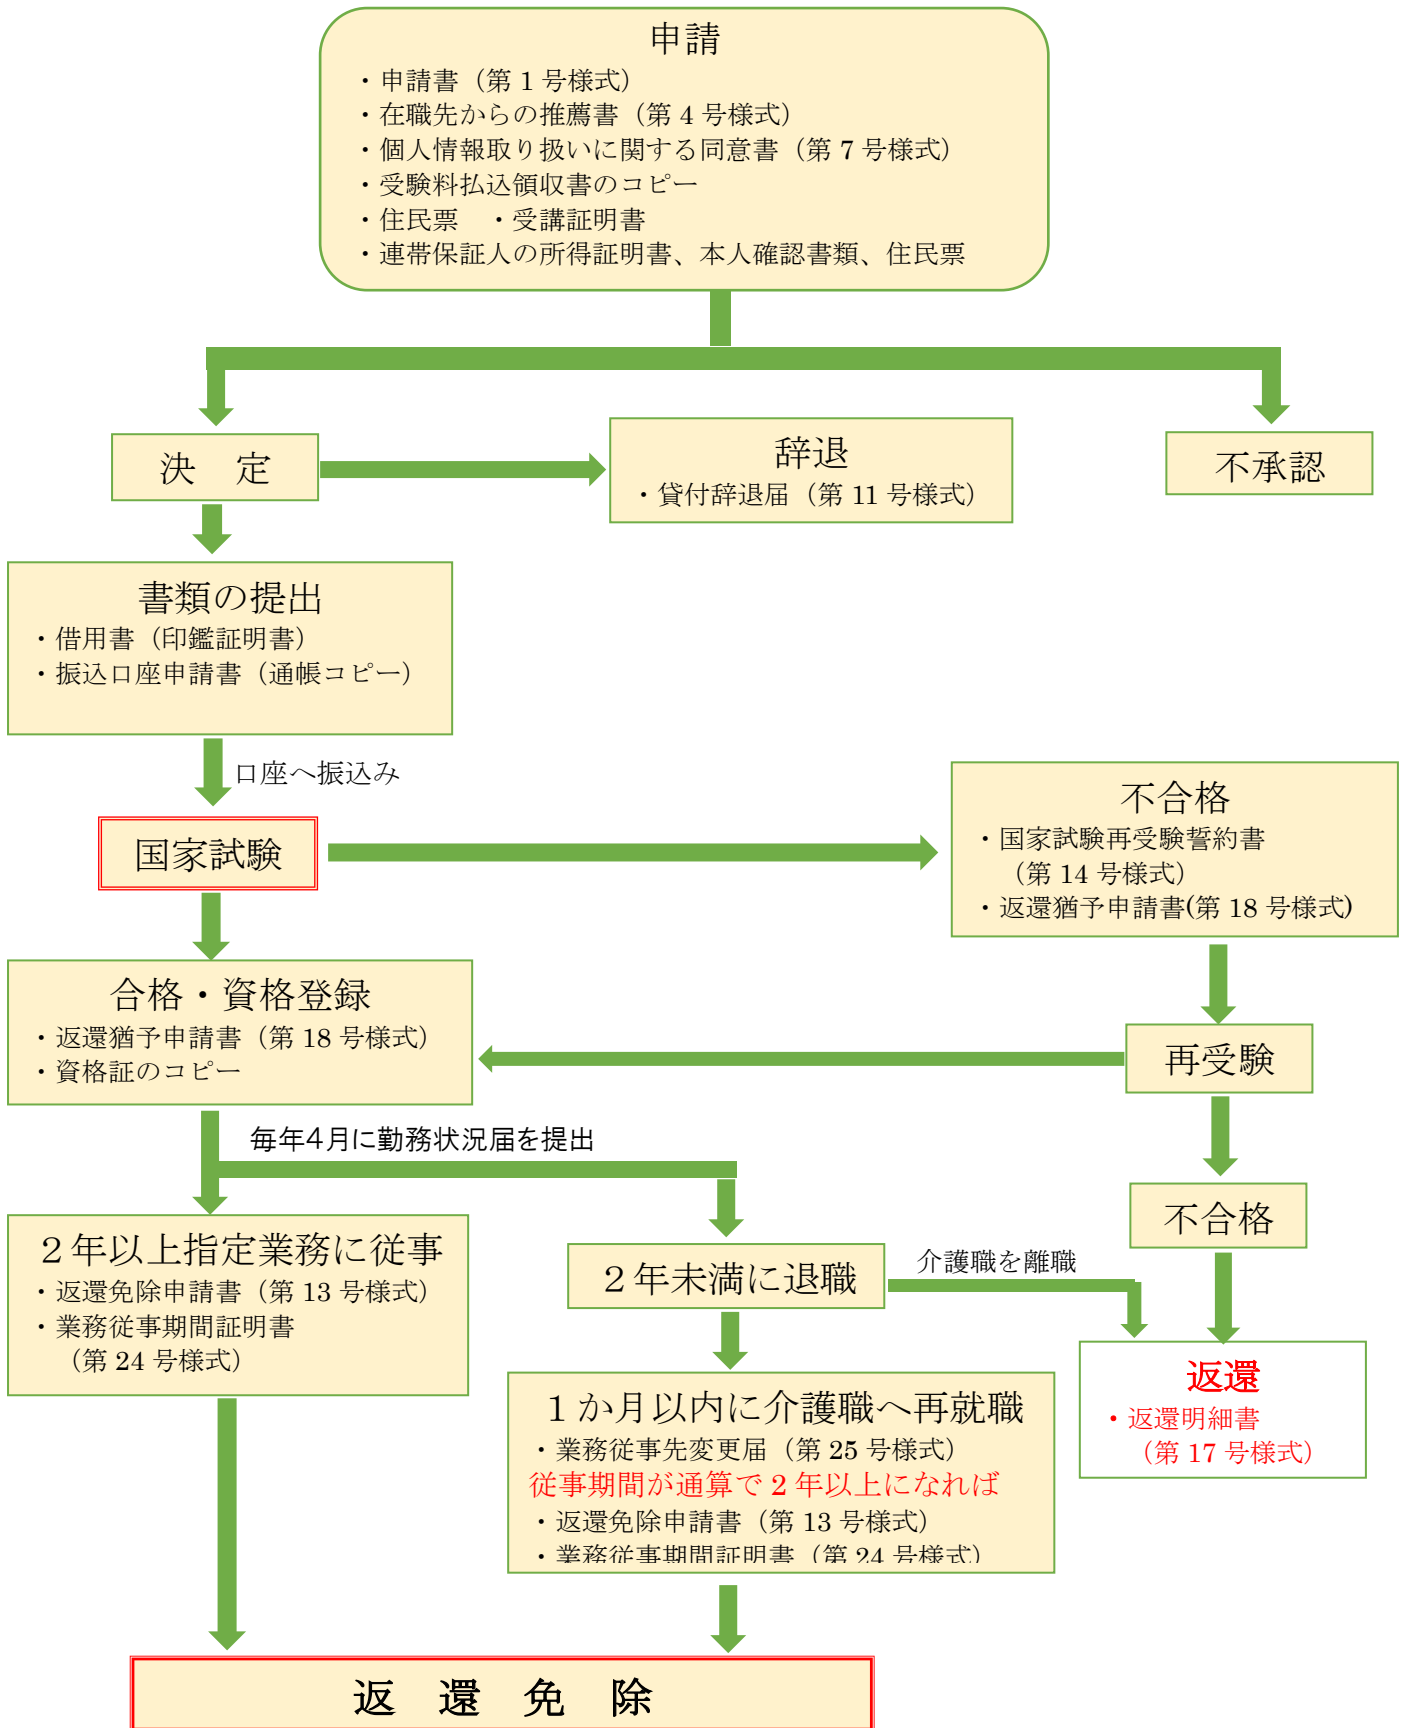 申請
・申請書（第 1 号様式）
・在職先からの推薦書（第 4 号様式）
・個人情報取り扱いに関する同意書（第 7 号様式）
・受験料払込領収書のコピー
・住民票　・受講証明書
・連帯保証人の所得証明書、本人確認書類、住民票
決　定
辞退
・貸付辞退届（第 11 号様式）
不承認
書類の提出
・借用書（印鑑証明書）
・振込口座申請書（通帳コピー）
口座へ振込み
国家試験
不合格
・国家試験再受験誓約書
（第 14 号様式）
・返還猶予申請書(第 18 号様式)
合格・資格登録
・返還猶予申請書（第 18 号様式）
・資格証のコピー
再受験
毎年4月に勤務状況届を提出
不合格
２年以上指定業務に従事
・返還免除申請書（第 13 号様式）
・業務従事期間証明書
（第 24 号様式）
２年未満に退職
介護職を離職
返還
・返還明細書
（第 17 号様式）
１か月以内に介護職へ再就職
・業務従事先変更届（第 25 号様式）
従事期間が通算で 2 年以上になれば
・返還免除申請書（第 13 号様式）
・業務従事期間証明書（第 24 号様式）
返　還　免　除